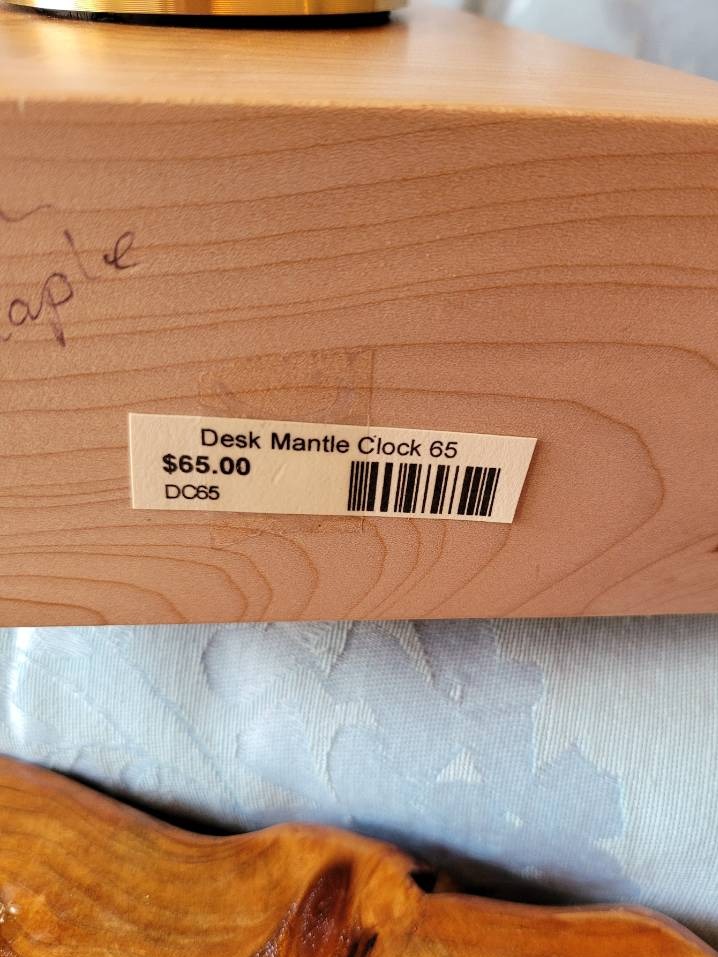 aple
Desk Mantle Clock 65
$65.00
DC65